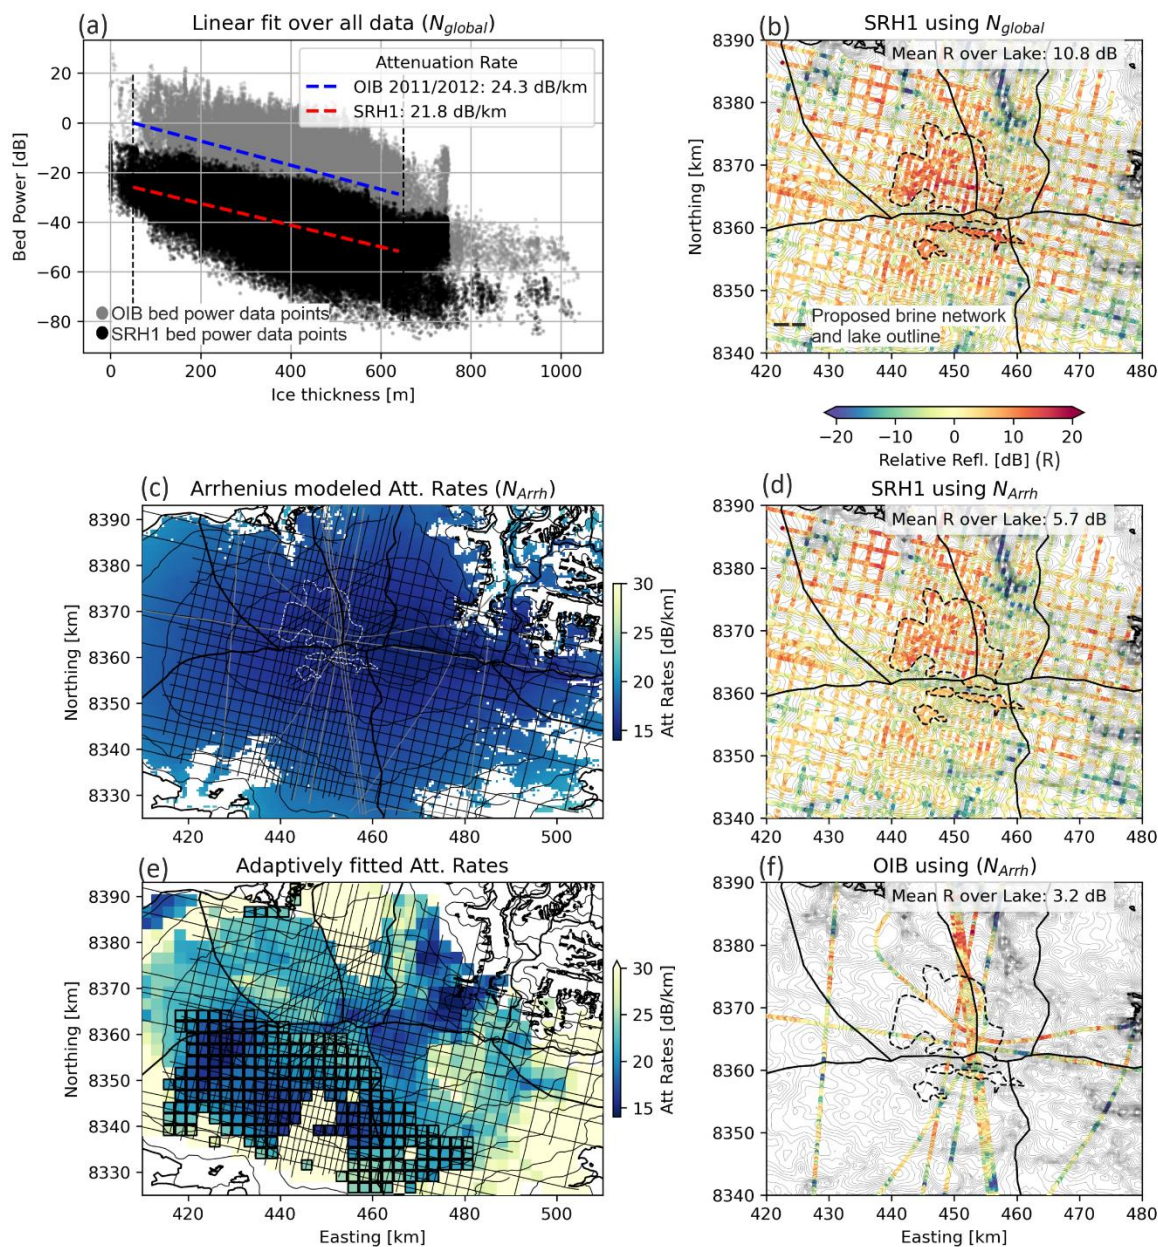 (a)
Linear fit over all data (N_global)
Attenuation Rate
OIB 2011/2012: 24.3 dB/km
SRH1: 21.8 dB/km
Bed Power [dB]
20
0
−20
−40
−60
−80
OIB bed power data points
SRH1 bed power data points
0 200 400 600 800 1000
Ice thickness [m]
(b)
SRH1 using N_global
Mean R over Lake: 10.8 dB
Northing [km]
8390
8380
8370
8360
8350
8340
Proposed brine network
and lake outline
420 430 440 450 460 470 480
−20 −10 0 10 20
Relative Refl. [dB] (R)
(c)
Arrhenius modeled Att. Rates (N_Arrh)
Northing [km]
8390
8380
8370
8360
8350
8340
8330
420 440 460 480 500
30
25
20
15
Att Rates [dB/km]
(d)
SRH1 using N_Arrh
Mean R over Lake: 5.7 dB
8390
8380
8370
8360
8350
8340
420 430 440 450 460 470 480
(e)
Adaptively fitted Att. Rates
Northing [km]
8390
8380
8370
8360
8350
8340
8330
420 440 460 480 500
Easting [km]
30
25
20
15
Att Rates [dB/km]
(f)
OIB using (N_Arrh)
Mean R over Lake: 3.2 dB
8390
8380
8370
8360
8350
8340
420 430 440 450 460 470 480
Easting [km]